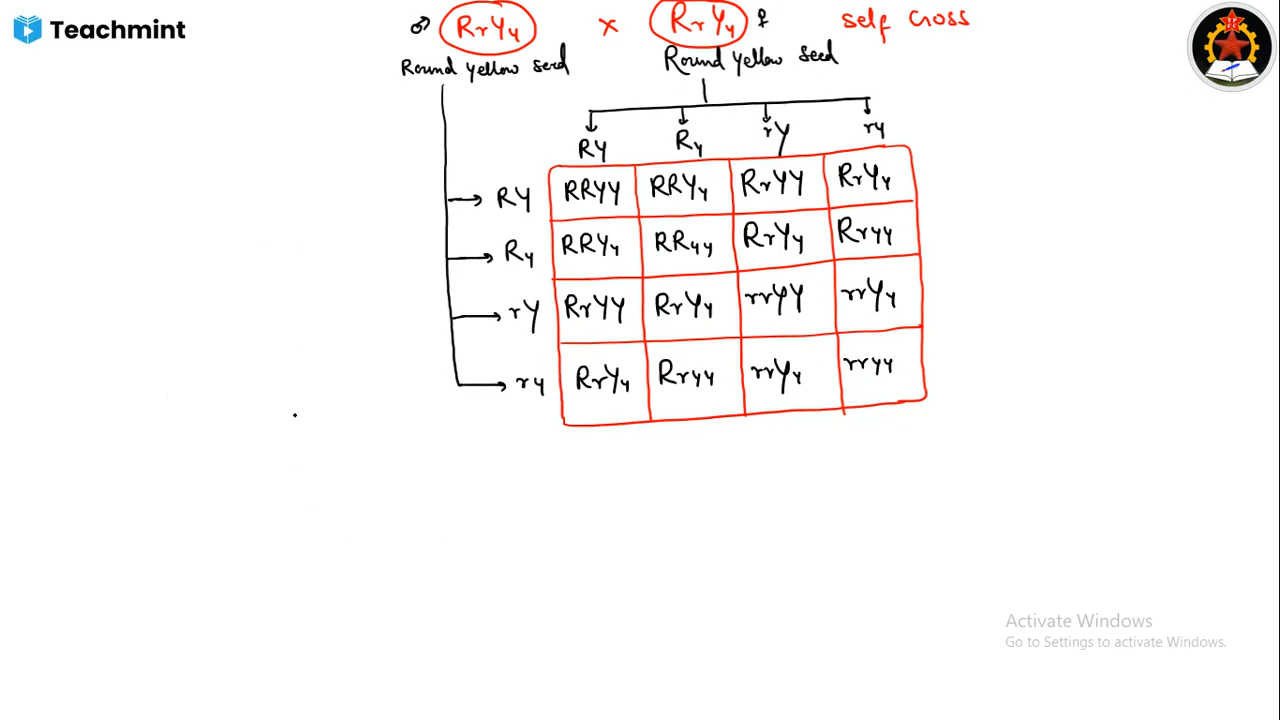 Teachmint
♂ RrYy × RrYy ♀ self cross
Round yellow seed Round yellow seed
RY Ry rY ry
RY RRYY RRYy RrYY RrYy
Ry RRYy RRyy RrYy Rryy
rY RrYY RrYy rrYY rrYy
ry RrYy Rryy rrYy rryy
Activate Windows
Go to Settings to activate Windows.